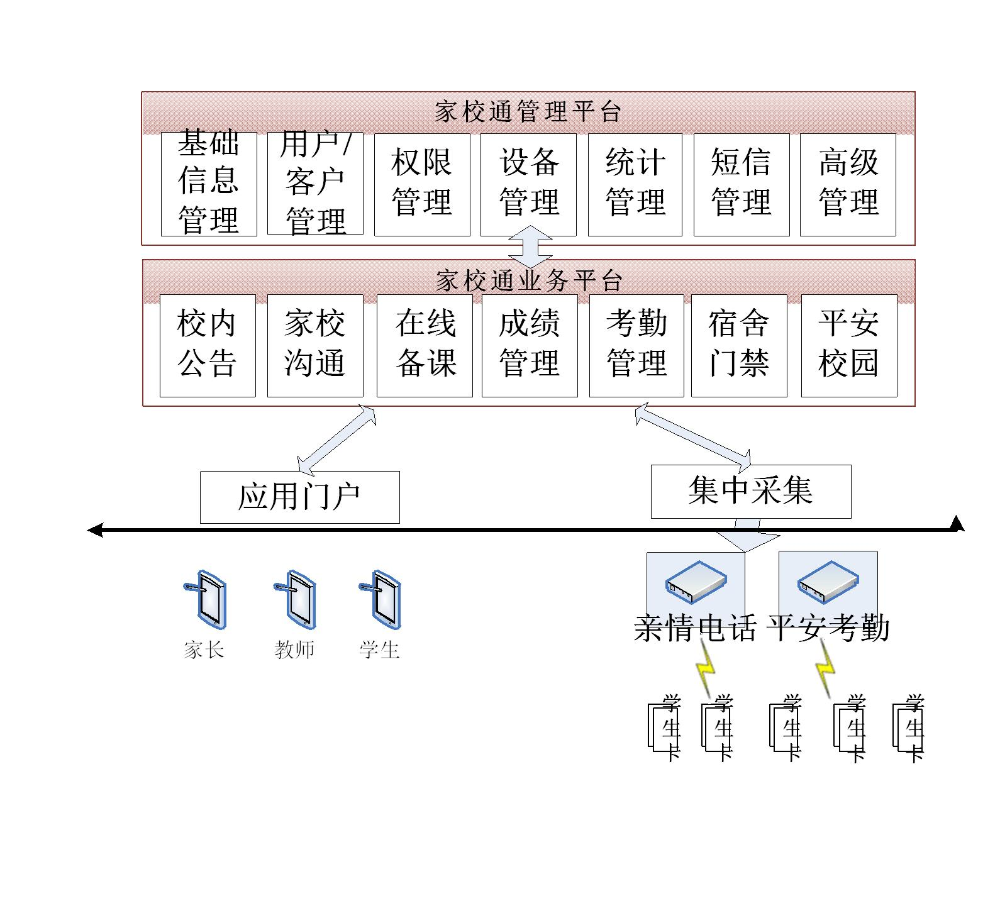 家校通管理平台
基础
信息
管理
用户/
客户
管理
权限
管理
设备
管理
统计
管理
短信
管理
高级
管理
家校通业务平台
校内
公告
家校
沟通
在线
备课
成绩
管理
考勤
管理
宿舍
门禁
平安
校园
应用门户
集中采集
家长
教师
学生
亲情电话
平安考勤
学
生
卡
学
生
卡
学
生
卡
学
生
卡
学
生
卡